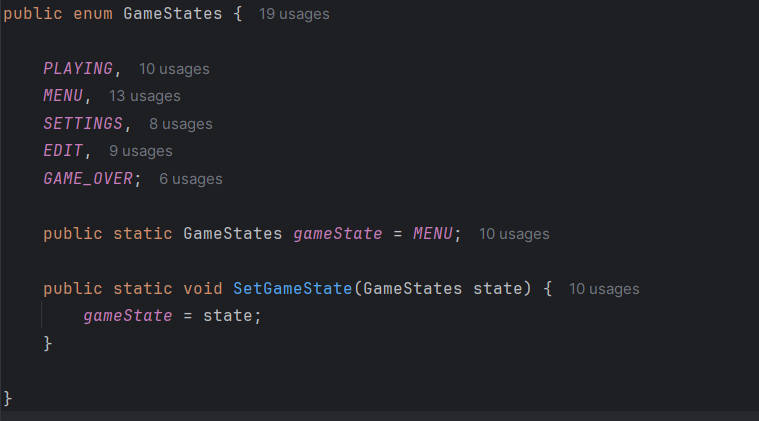 public enum GameStates { 19 usages
PLAYING, 10 usages
MENU, 13 usages
SETTINGS, 8 usages
EDIT, 9 usages
GAME_OVER; 6 usages
public static GameStates gameState = MENU; 10 usages
public static void SetGameState(GameStates state) { 10 usages
gameState = state;
}
}